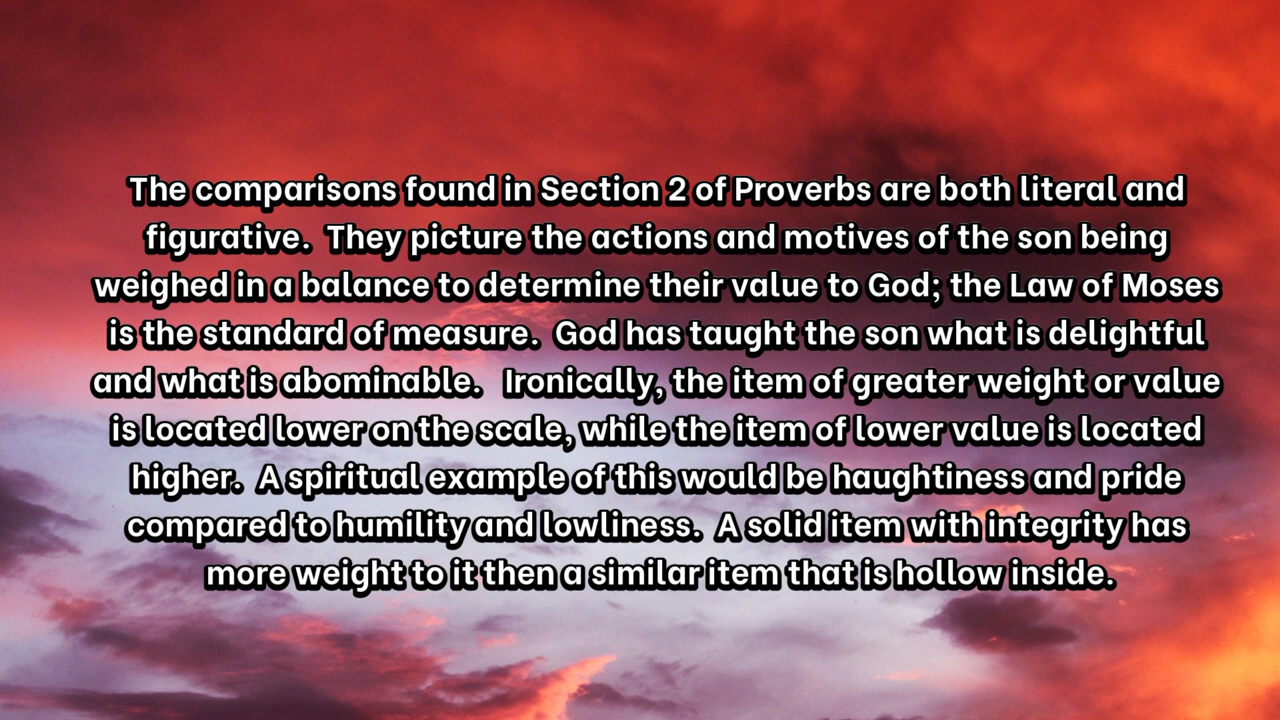 The comparisons found in Section 2 of Proverbs are both literal and
figurative.  They picture the actions and motives of the son being
weighed in a balance to determine their value to God; the Law of Moses
is the standard of measure.  God has taught the son what is delightful
and what is abominable.   Ironically, the item of greater weight or value
is located lower on the scale, while the item of lower value is located
higher.  A spiritual example of this would be haughtiness and pride
compared to humility and lowliness.  A solid item with integrity has
more weight to it then a similar item that is hollow inside.